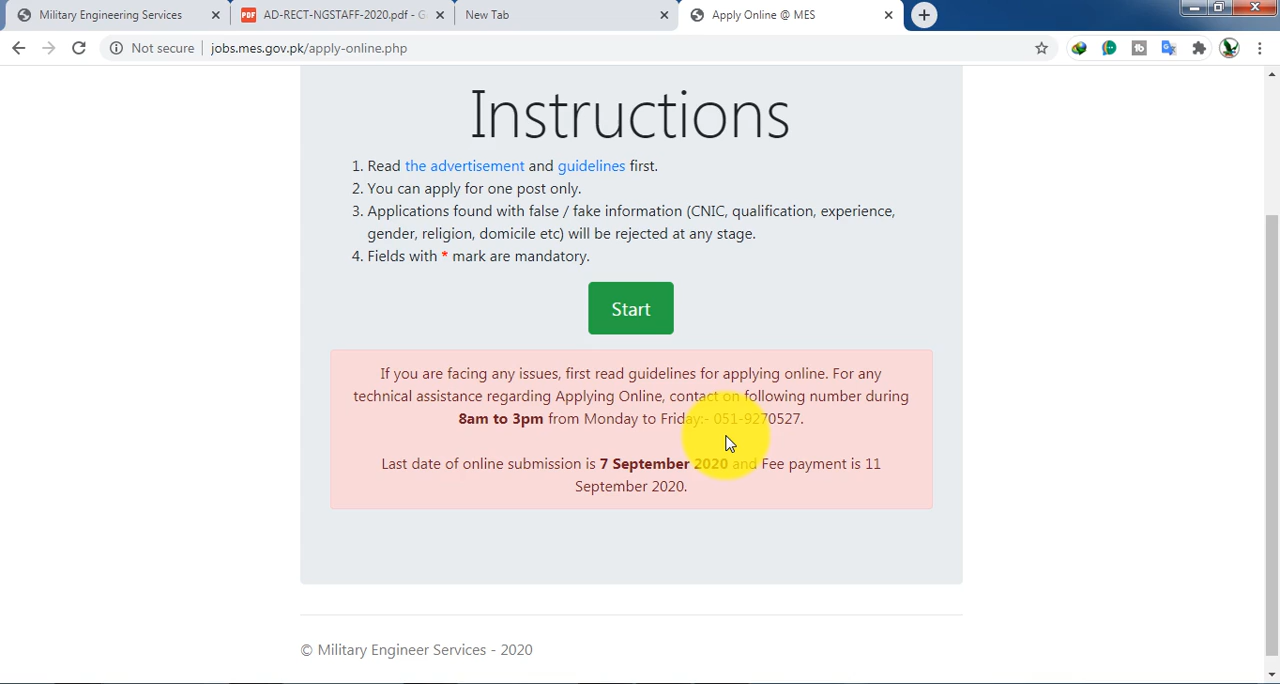 Military Engineering Services
AD-RECT-NGSTAFF-2020.pdf - G
New Tab
Apply Online @ MES
Not secure
jobs.mes.gov.pk/apply-online.php
Instructions
1. Read the advertisement and guidelines first.
2. You can apply for one post only.
3. Applications found with false / fake information (CNIC, qualification, experience,
gender, religion, domicile etc) will be rejected at any stage.
4. Fields with * mark are mandatory.
Start
If you are facing any issues, first read guidelines for applying online. For any
technical assistance regarding Applying Online, contact on following number during
8am to 3pm from Monday to Friday:- 051-9270527.
Last date of online submission is 7 September 2020 and Fee payment is 11
September 2020.
© Military Engineer Services - 2020